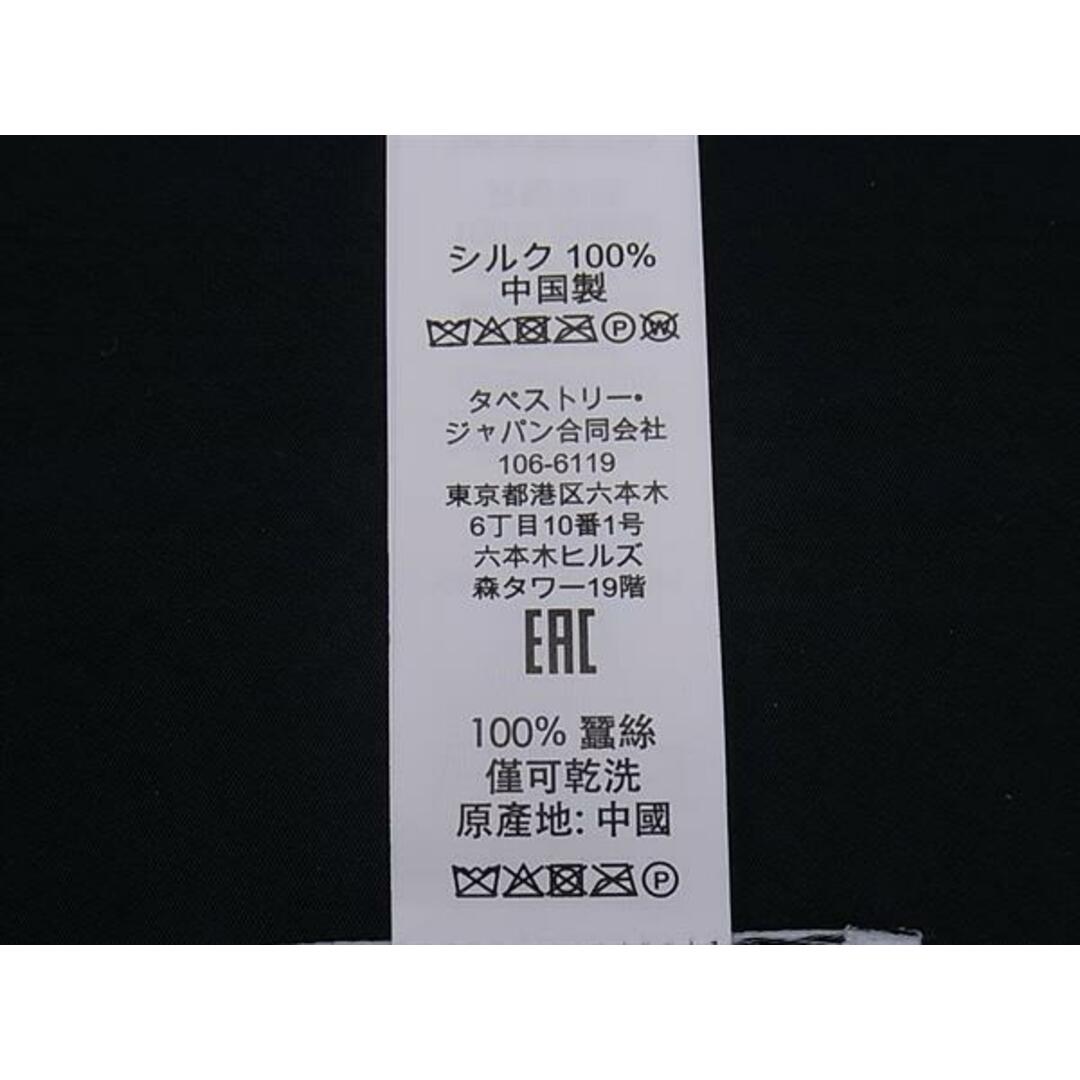 シルク 100%
中国製
P W
タペストリー•
ジャパン合同会社
106-6119
東京都港区六本木
6丁目10番1号
六本木ヒルズ
森タワー19階
EAC
100% 蠶絲
僅可乾洗
原產地: 中國
P